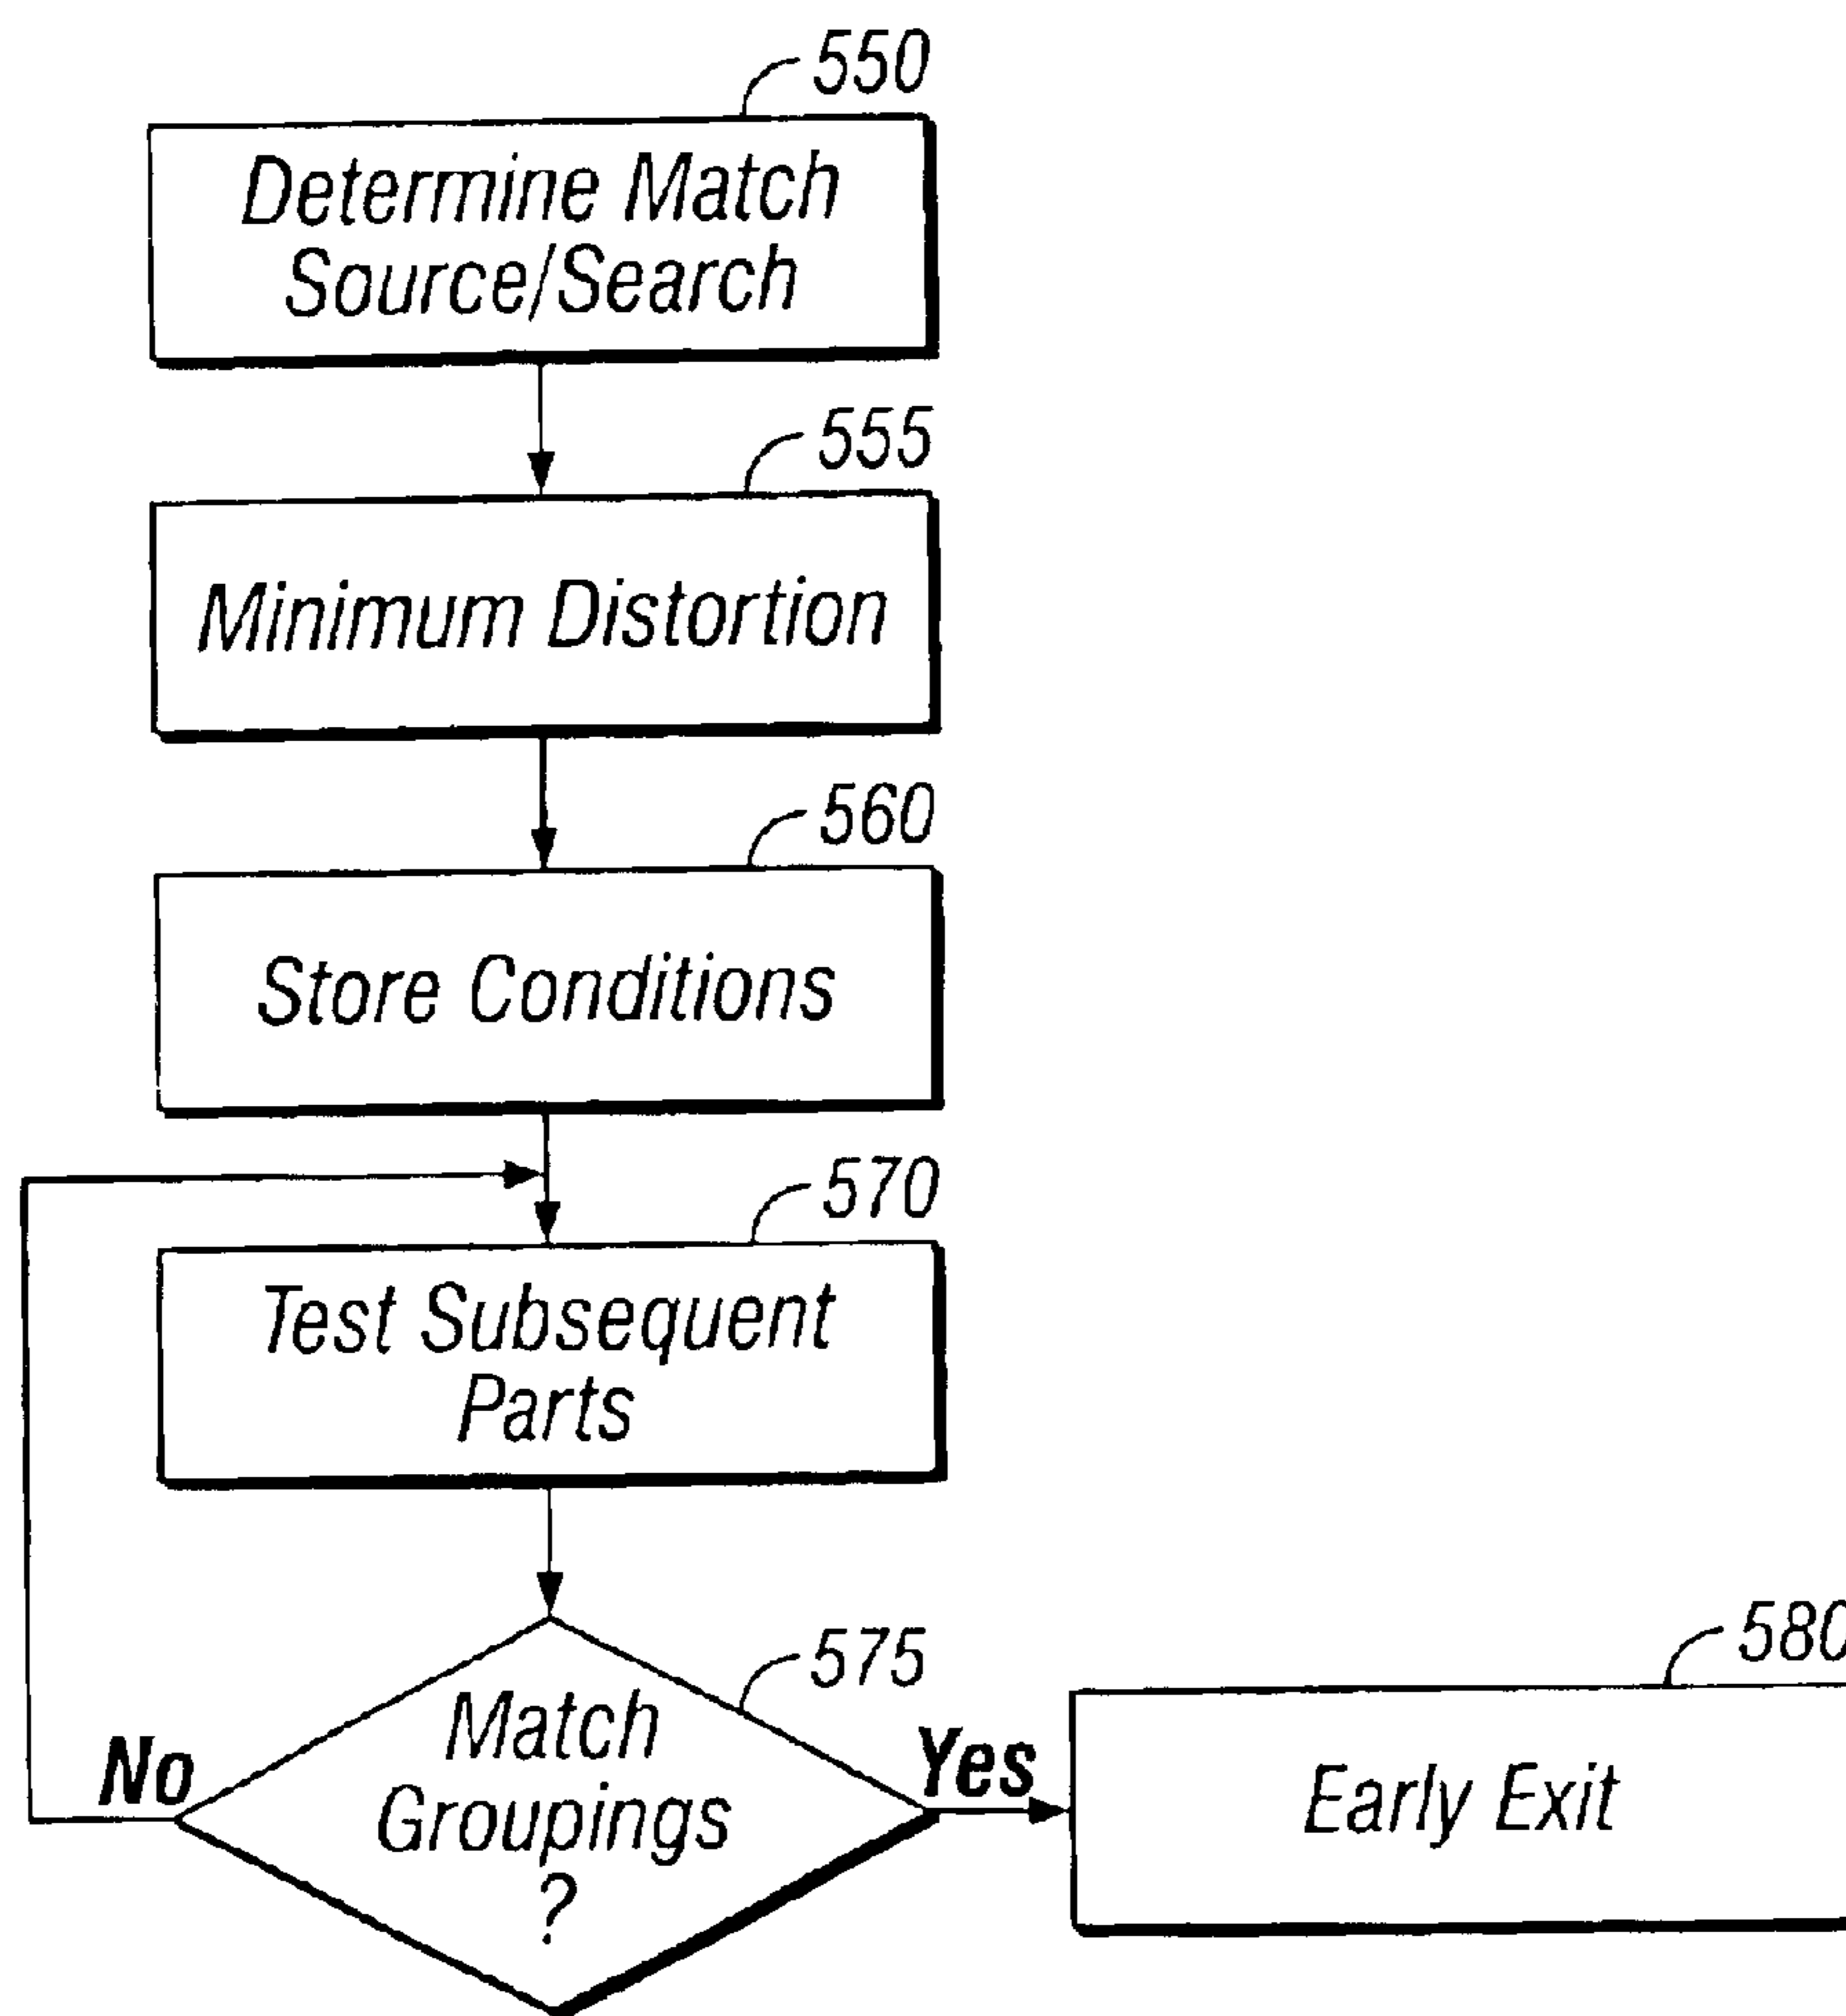 550
Determine Match
Source/Search
555
Minimum Distortion
560
Store Conditions
570
Test Subsequent
Parts
575
Match
Groupings
?
No
Yes
580
Early Exit